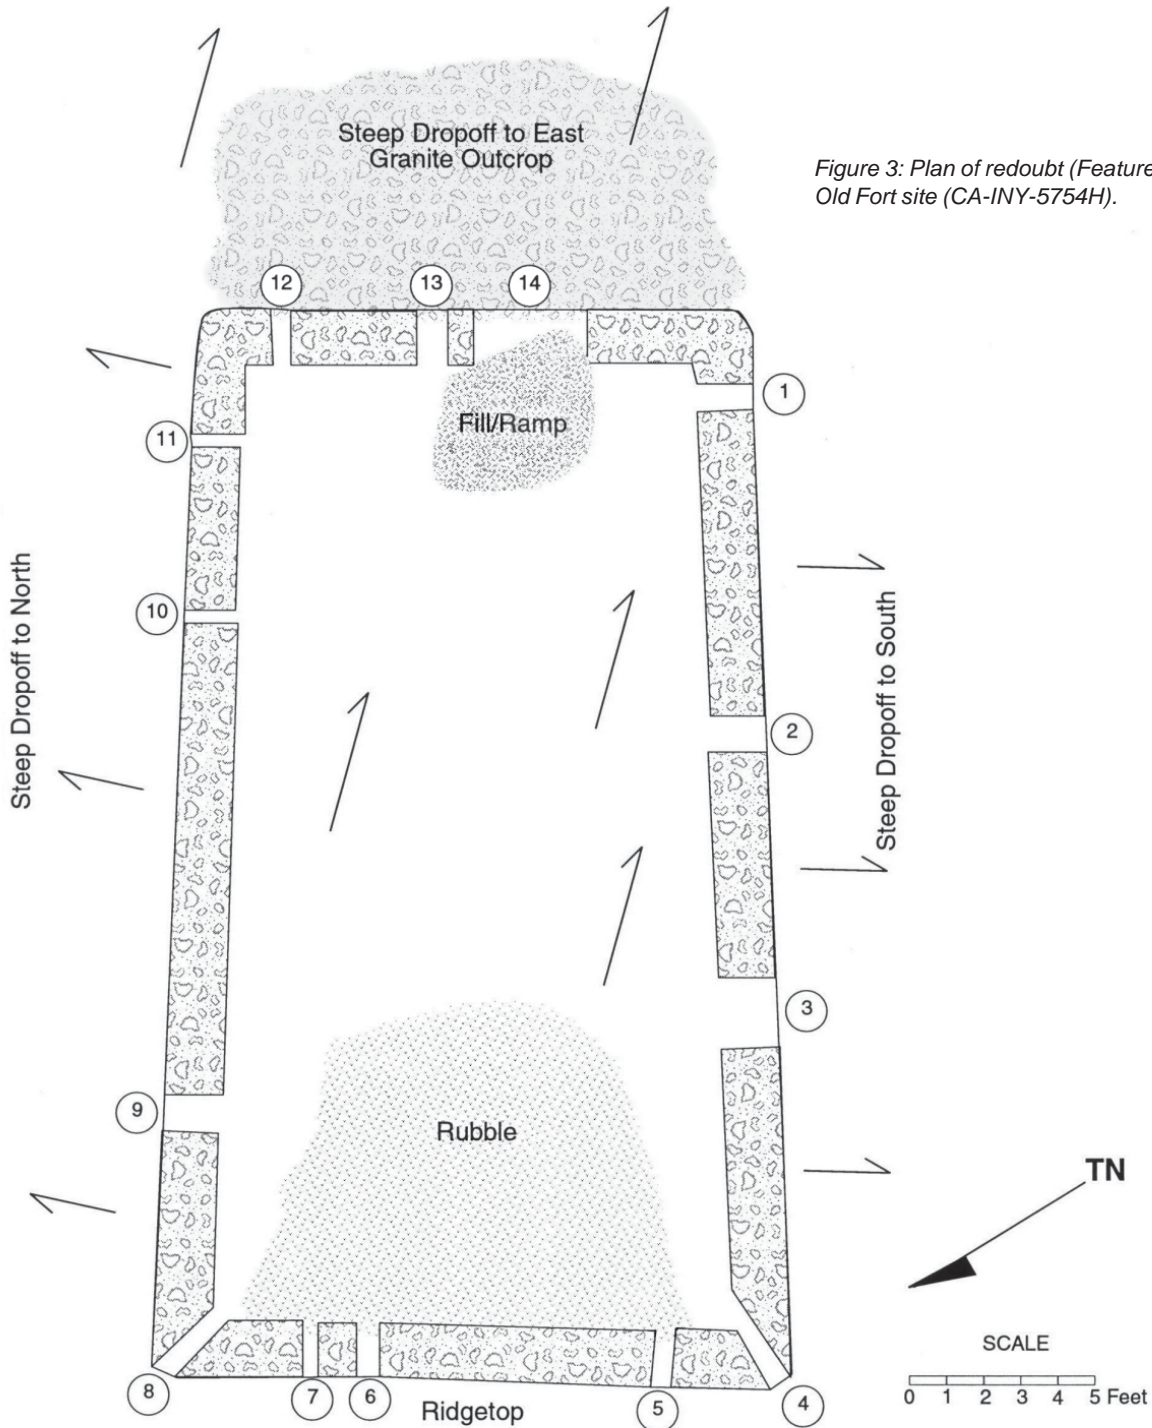 Steep Dropoff to East
Granite Outcrop
Figure 3: Plan of redoubt (Feature
Old Fort site (CA-INY-5754H).
12
13
14
1
Fill/Ramp
11
10
2
Steep Dropoff to North
Steep Dropoff to South
3
9
Rubble
TN
SCALE
0 1 2 3 4 5 Feet
8
7
6
Ridgetop
5
4